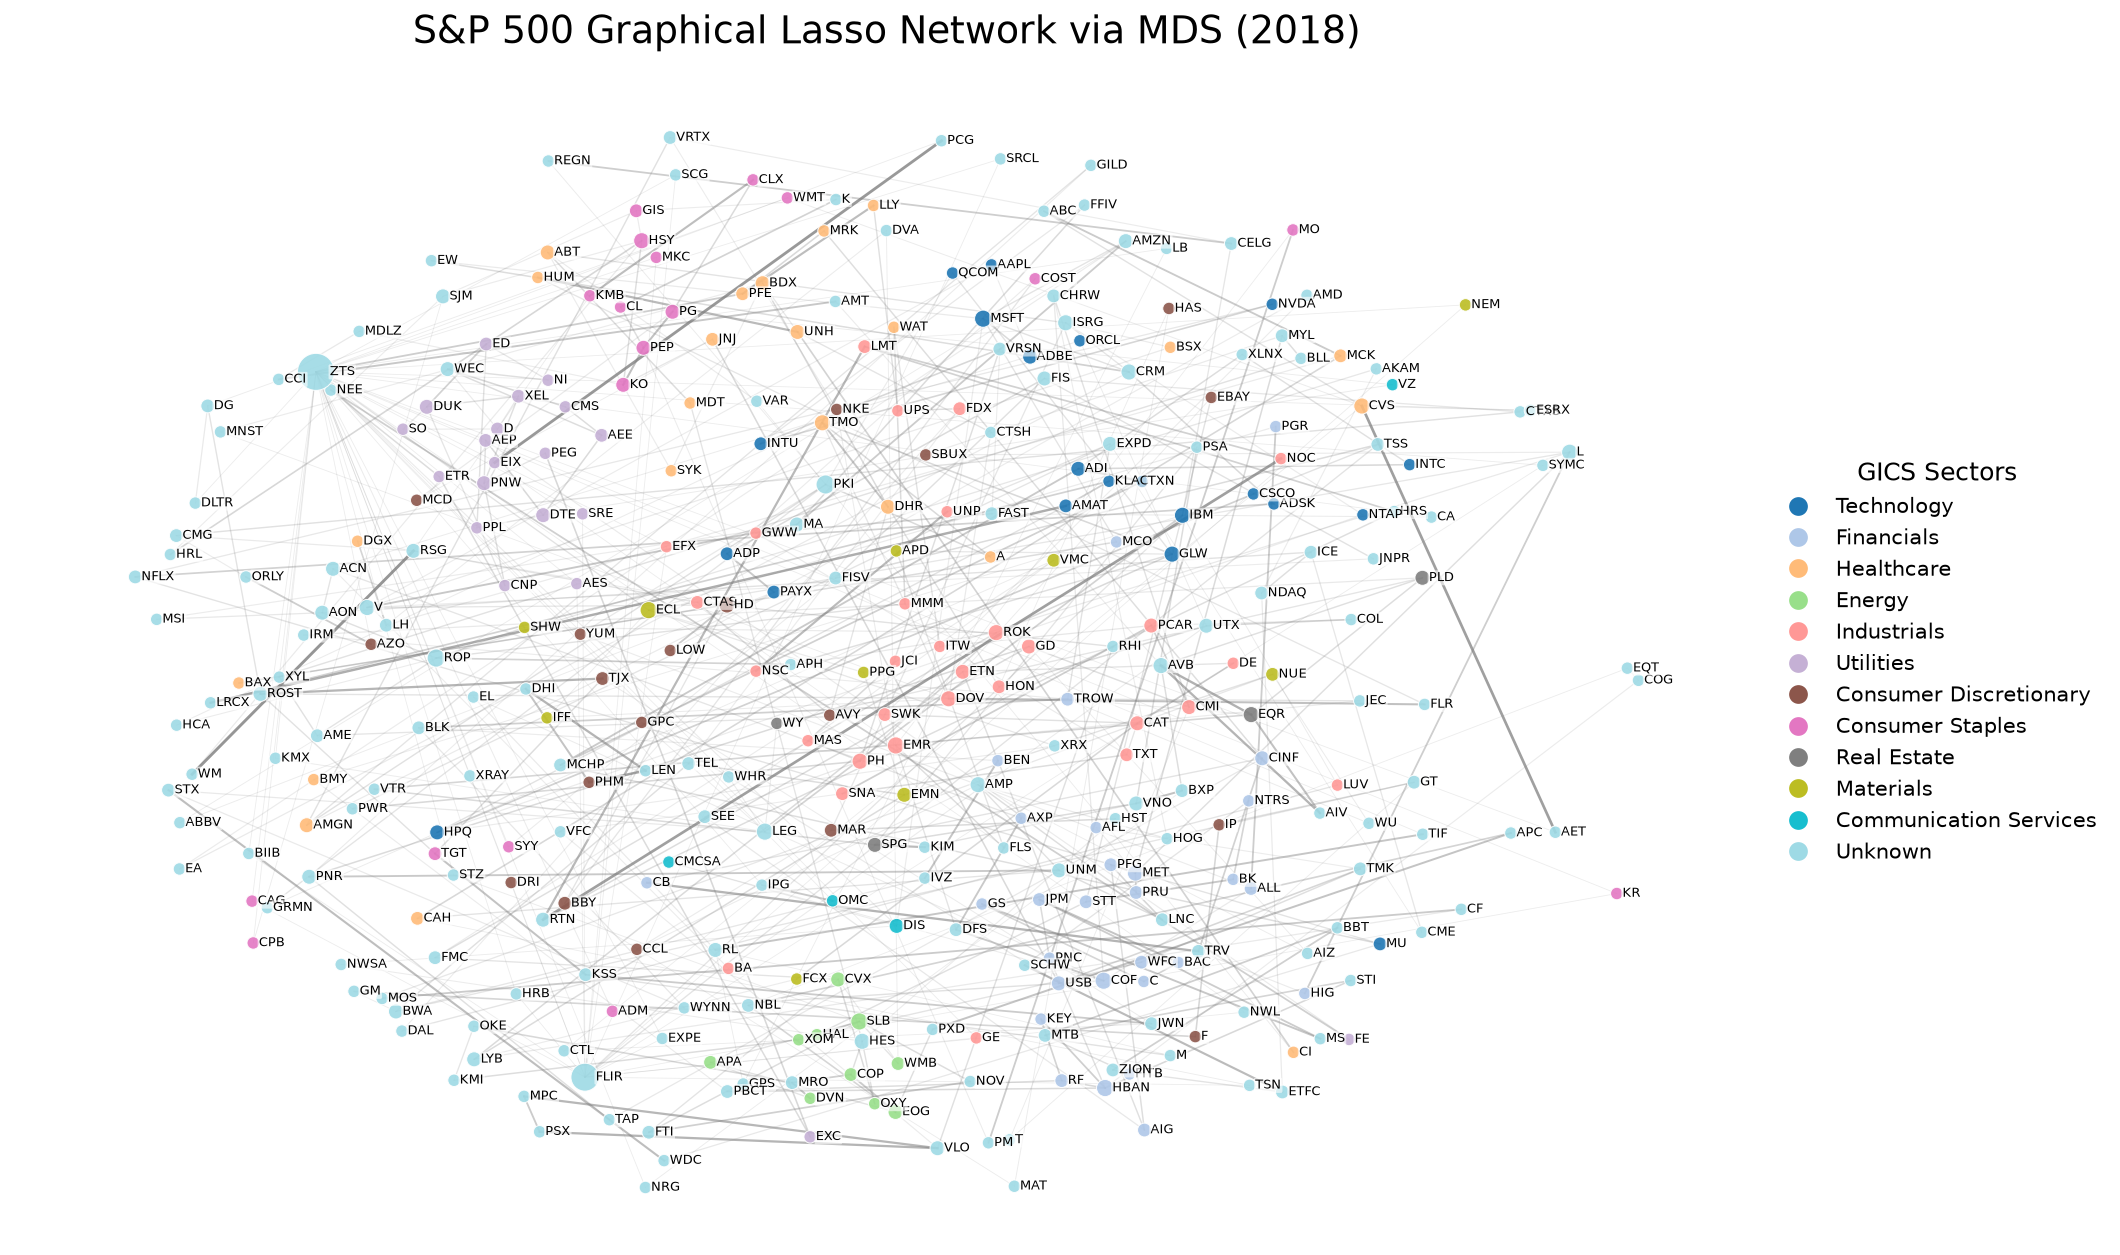 S&P 500 Graphical Lasso Network via MDS (2018)
VRTX
PCG
REGN
SRCL
GILD
SCG
CLX
WMT
K
LLY
ABC
FFIV
GIS
MRK
DVA
MO
HSY
AMZN
LB
CELG
ABT
MKC
EW
AAPL
QCOM
HUM
COST
BDX
PFE
SJM
KMB
CL
AMT
CHRW
AMD
NVDA
NEM
PG
HAS
MSFT
ISRG
MDLZ
UNH
WAT
JNJ
ORCL
MYL
ED
PEP
LMT
VRSN
BSX
ADBE
XLNX
BLL
MCK
ZTS
WEC
CRM
AKAM
CCI
NI
FIS
NEE
KO
VZ
XEL
EBAY
DG
DUK
CMS
MDT
VAR
NKE
UPS
FDX
CVS
ESRX
TMO
MNST
SO
D
AEE
CTSH
PGR
AEP
INTU
EXPD
PSA
TSS
PEG
SBUX
L
EIX
NOC
INTC
SYMC
ETR
SYK
ADI
PNW
PKI
KLAC
TXN
MCD
CSCO
DLTR
DHR
AMAT
ADSK
DTE
SRE
UNP
FAST
IBM
NTAP
HRS
CA
PPL
MA
CMG
GWW
DGX
MCO
HRL
RSG
EFX
ADP
APD
A
VMC
GLW
ICE
JNPR
NFLX
ORLY
ACN
CNP
AES
FISV
PLD
PAYX
NDAQ
MSI
AON
V
ECL
CTAS
HD
MMM
COL
IRM
LH
SHW
YUM
ROK
PCAR
UTX
AZO
LOW
ITW
GD
RHI
ROP
APH
JCI
AVB
DE
EQT
BAX
XYL
TJX
NSC
PPG
ETN
NUE
COG
ROST
DHI
HON
LRCX
EL
DOV
TROW
JEC
FLR
HCA
AME
BLK
IFF
GPC
WY
AVY
SWK
CMI
EQR
CAT
MAS
EMR
XRX
KMX
TXT
CINF
WM
MCHP
LEN
TEL
PH
BEN
BMY
XRAY
WHR
STX
VTR
PHM
AMP
LUV
GT
PWR
SNA
EMN
VNO
BXP
NTRS
ABBV
AMGN
SEE
AXP
HST
AIV
HPQ
VFC
LEG
MAR
AFL
IP
WU
TIF
APC
AET
BIIB
TGT
SYY
SPG
KIM
FLS
HOG
EA
CMCSA
PFG
PNR
STZ
UNM
MET
TMK
DRI
CB
IPG
IVZ
BK
ALL
KR
CAG
GRMN
BBY
OMC
GS
JPM
STT
PRU
CF
CAH
RTN
DIS
DFS
LNC
BBT
CME
CPB
MU
CCL
RL
TRV
AIZ
FMC
NWSA
BA
PNC
SCHW
WFC
BAC
KSS
FCX
CVX
USB
COF
C
STI
GM
MOS
HRB
HIG
BWA
ADM
WYNN
NBL
NWL
DAL
OKE
SLB
PXD
KEY
JWN
EXPE
XOM
HAL
HES
GE
MTB
F
MS
FE
LYB
CTL
M
CI
APA
WMB
ZION
KMI
FLIR
COP
GPS
MRO
NOV
RF
HBAN
TSN
ETFC
PBCT
MPC
DVN
OXY
EOG
TAP
PSX
FTI
EXC
AIG
VLO
PM
T
WDC
NRG
MAT
GICS Sectors
Technology
Financials
Healthcare
Energy
Industrials
Utilities
Consumer Discretionary
Consumer Staples
Real Estate
Materials
Communication Services
Unknown